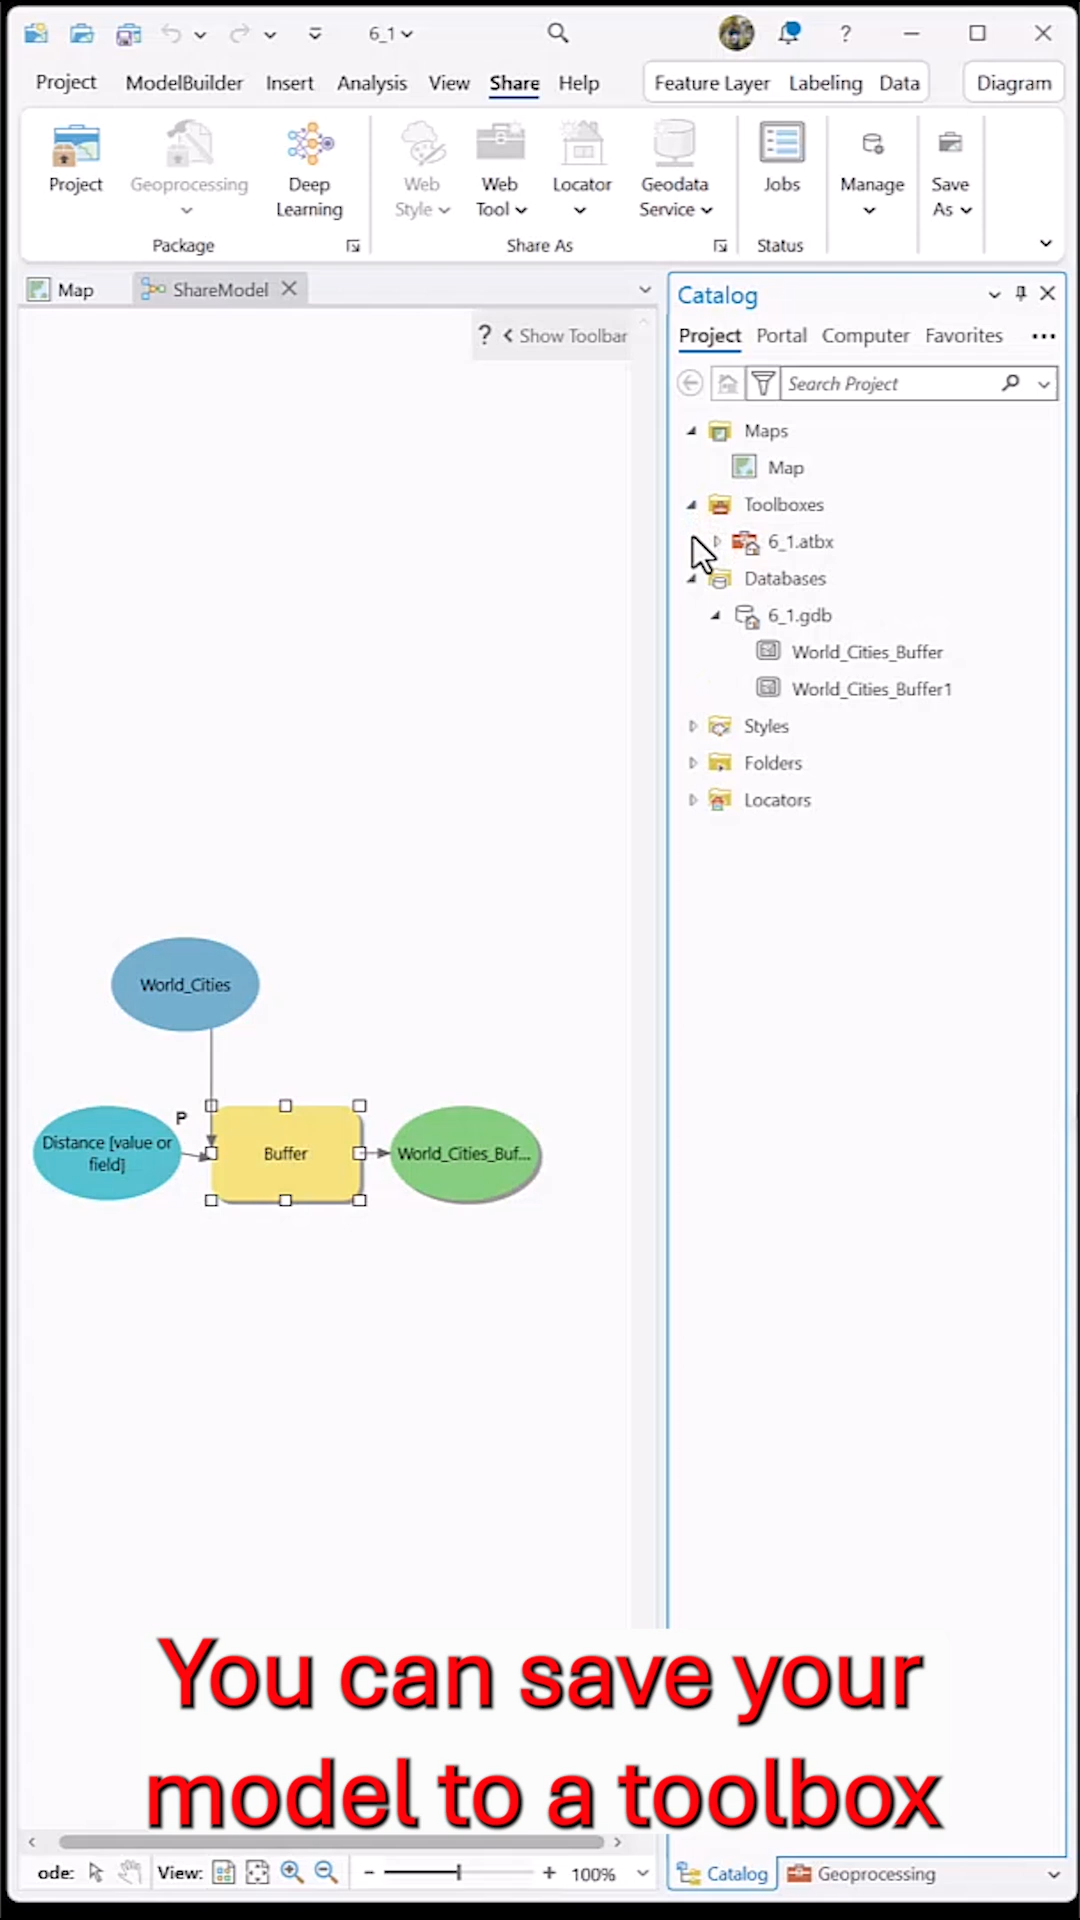 6_1
?
Project ModelBuilder Insert Analysis View Share Help Feature Layer Labeling Data Diagram
Project
Geoprocessing
Deep
Learning
Web
Style
Web
Tool
Locator
Geodata
Service
Jobs
Manage
Save
As
Package
Share As
Status
Map
ShareModel
? < Show Toolbar
Catalog
Project Portal Computer Favorites ...
Search Project
Maps
Map
Toolboxes
6_1.atbx
Databases
6_1.gdb
World_Cities_Buffer
World_Cities_Buffer1
Styles
Folders
Locators
World_Cities
P
Distance [value or
field]
Buffer
World_Cities_Buf...
You can save your
model to a toolbox
ode: View: - + 100%
Catalog Geoprocessing